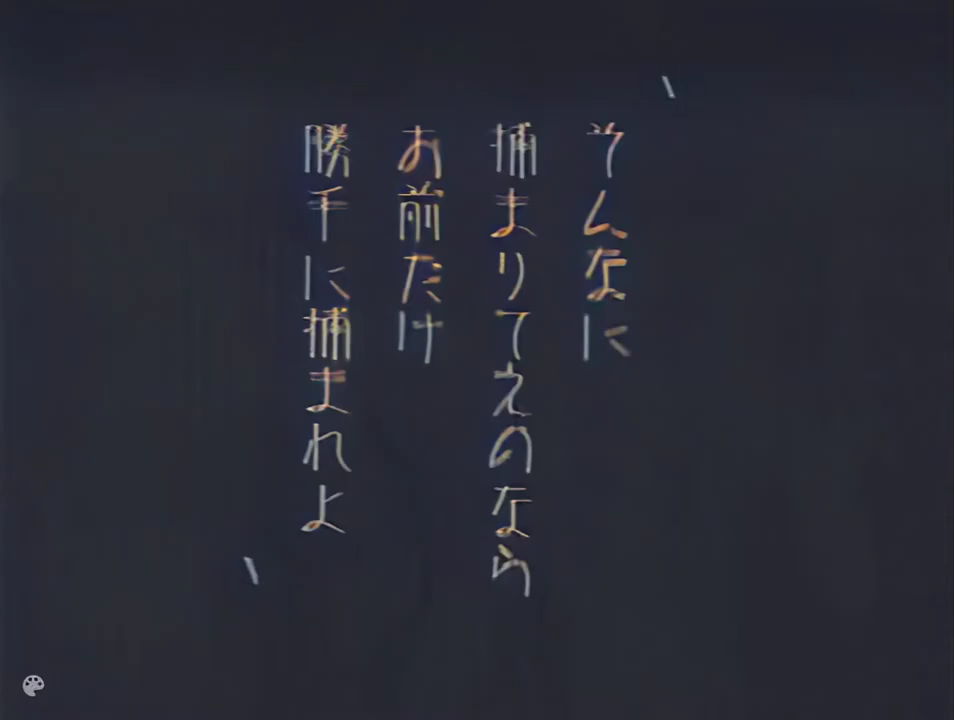 そんなに
捕まりてえのなら
お前だけ
勝手に捕まれよ